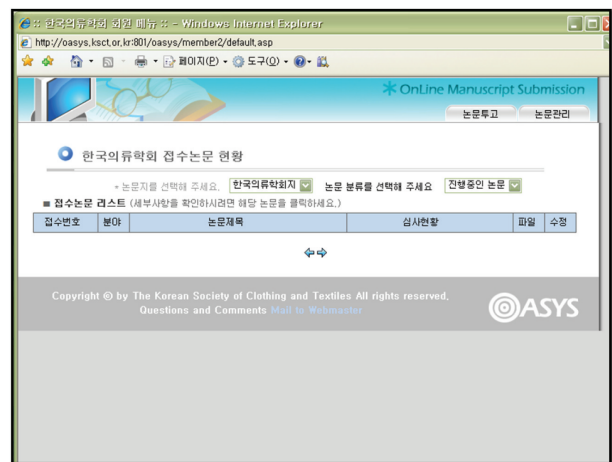 :: 한국의류학회 회원 메뉴 :: - Windows Internet Explorer
http://oasys.ksct.or.kr:801/oasys/member2/default.asp
페이지(P) 도구(O)
OnLine Manuscript Submission
논문투고 논문관리
한국의류학회 접수논문 현황
* 논문지를 선택해 주세요. 한국의류학회지 논문 분류를 선택해 주세요 진행중인 논문
■ 접수논문 리스트 (세부사항을 확인하시려면 해당 논문을 클릭하세요.)
접수번호 분야 논문제목 심사현황 파일 수정
Copyright © by The Korean Society of Clothing and Textiles All rights reserved.
Questions and Comments Mail to Webmaster
OASYS